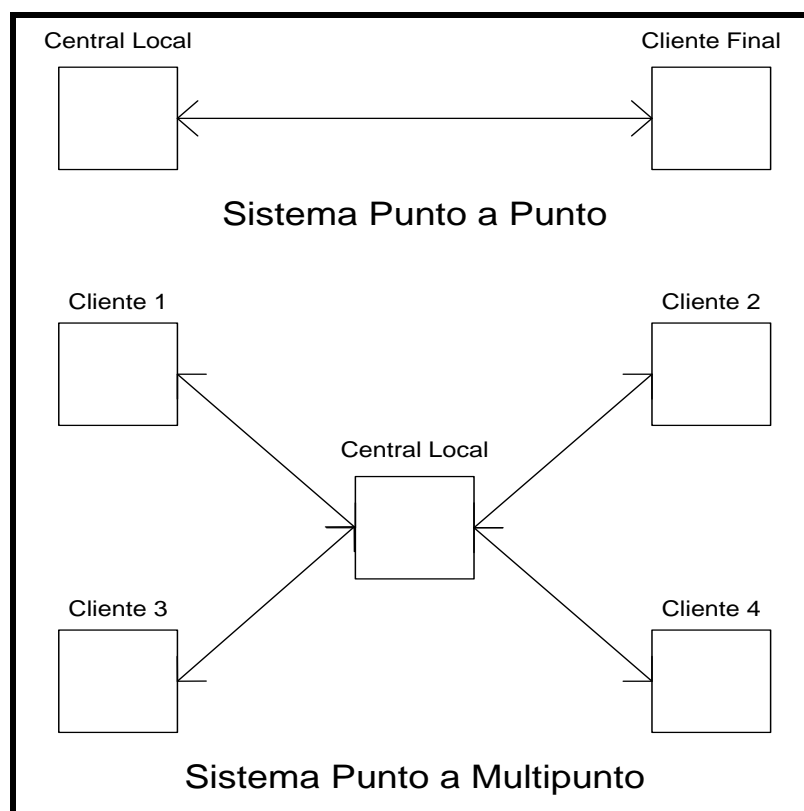 Central Local
Cliente Final
Sistema Punto a Punto
Cliente 1
Cliente 2
Central Local
Cliente 3
Cliente 4
Sistema Punto a Multipunto